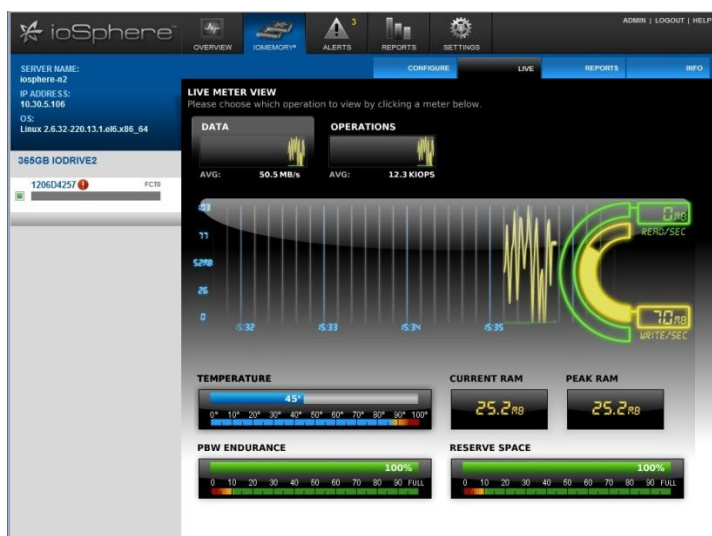 ioSphere™
OVERVIEW
IOMEMORY®
3
ALERTS
REPORTS
SETTINGS
ADMIN | LOGOUT | HELP
CONFIGURE
LIVE
REPORTS
INFO
SERVER NAME:
iosphere-n2
IP ADDRESS:
10.30.5.106
OS:
Linux 2.6.32-220.13.1.el6.x86_64
365GB IODRIVE2
1206D4257
FCT0
LIVE METER VIEW
Please choose which operation to view by clicking a meter below.
DATA
AVG: 50.5 MB/s
OPERATIONS
AVG: 12.3 KIOPS
103
77
52MB
26
0
15:32 15:33 15:34 15:35
0MB
READ/SEC
70MB
WRITE/SEC
TEMPERATURE
45°
0° 10° 20° 30° 40° 50° 60° 70° 80° 90° 100°
CURRENT RAM
25.2MB
PEAK RAM
25.2MB
PBW ENDURANCE
100%
0 10 20 30 40 50 60 70 80 90 FULL
RESERVE SPACE
100%
0 10 20 30 40 50 60 70 80 90 FULL